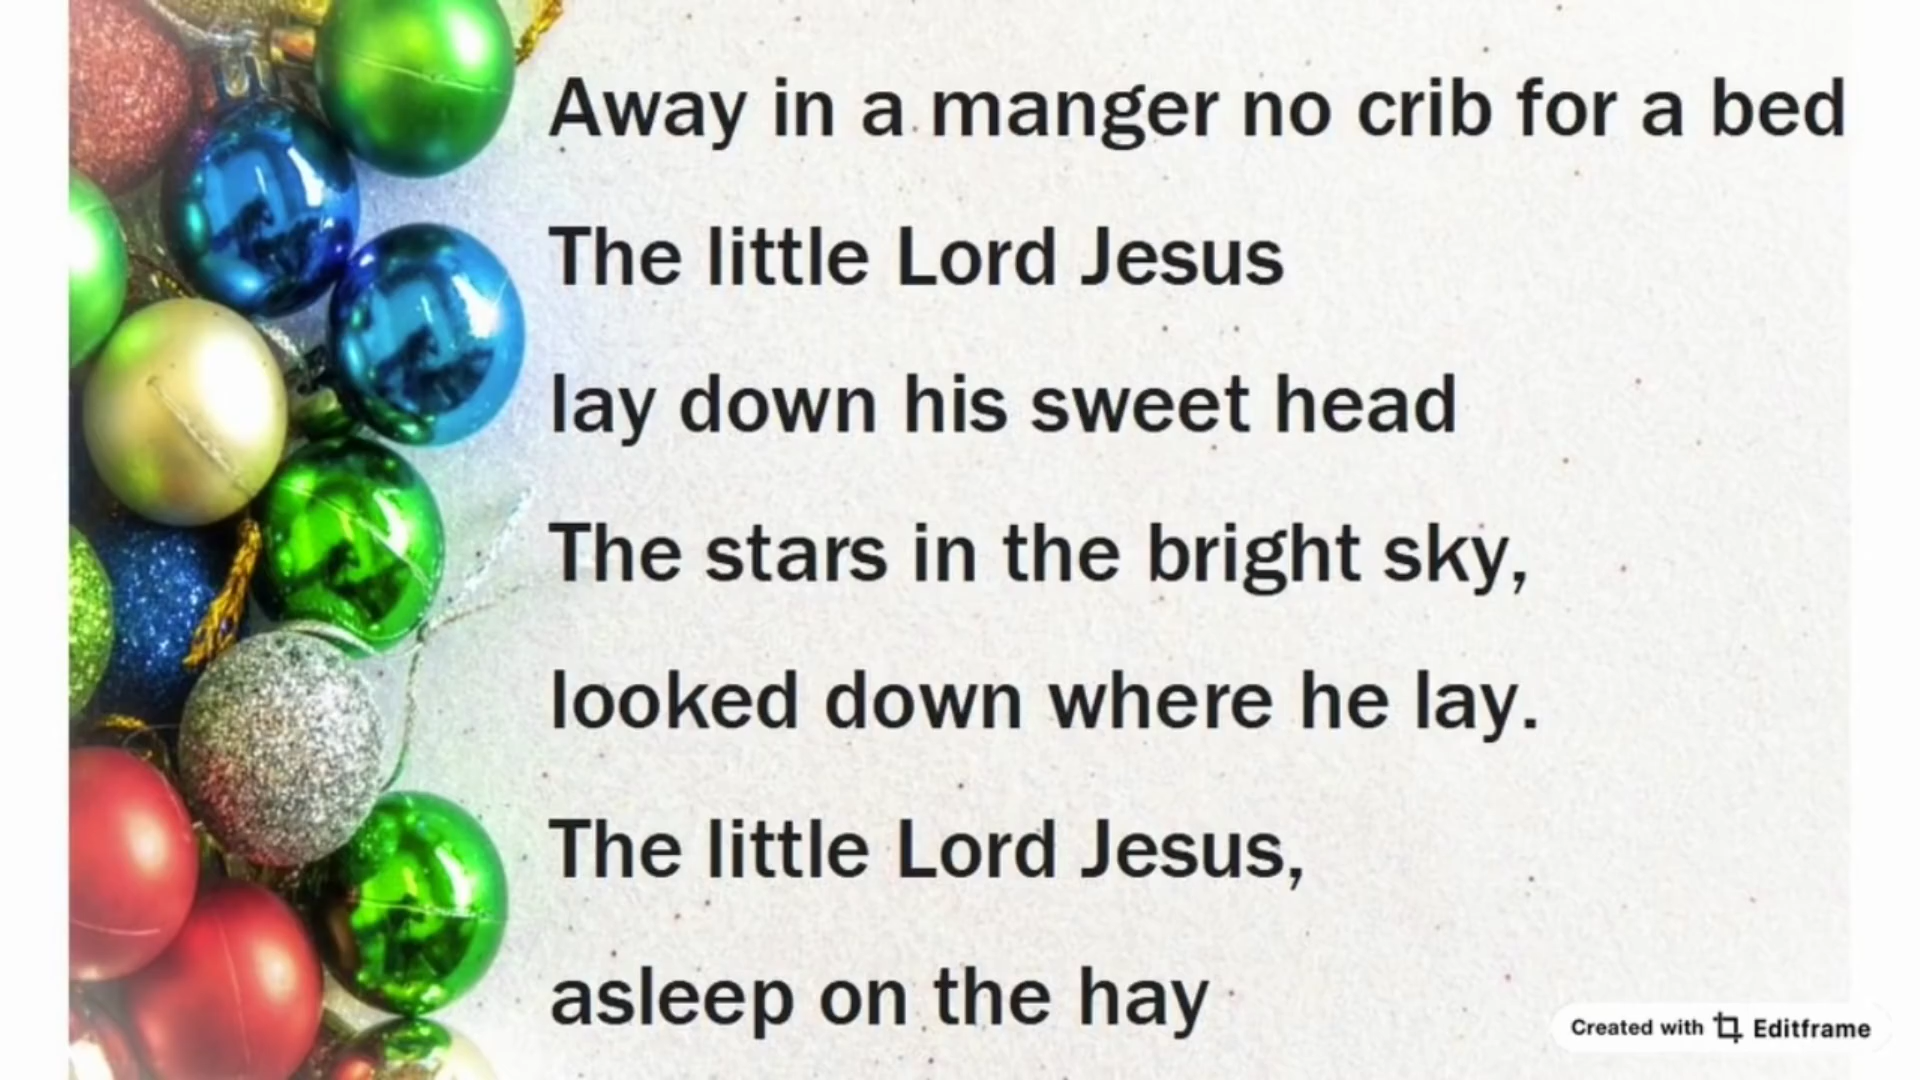 Away in a manger no crib for a bed
The little Lord Jesus
lay down his sweet head
The stars in the bright sky,
looked down where he lay.
The little Lord Jesus,
asleep on the hay
Created with Editframe